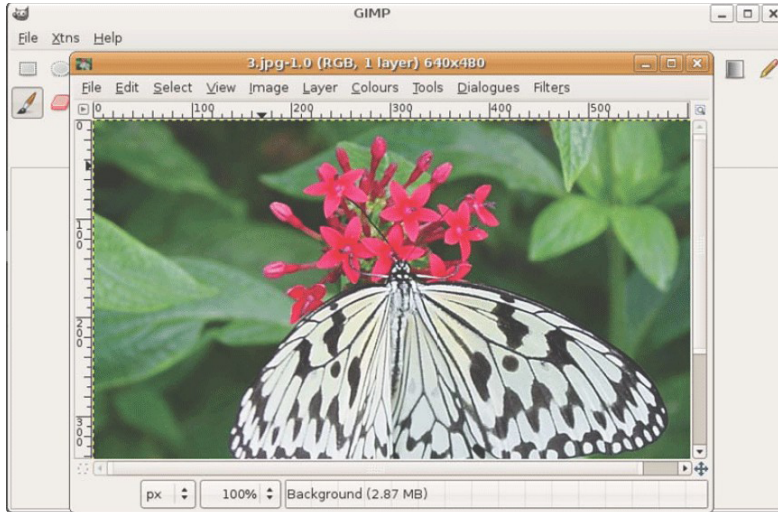 GIMP
File Xtns Help
3.jpg-1.0 (RGB, 1 layer) 640x480
File Edit Select View Image Layer Colours Tools Dialogues Filters
0 100 200 300 400 500
0
100
200
300
px 100% Background (2.87 MB)